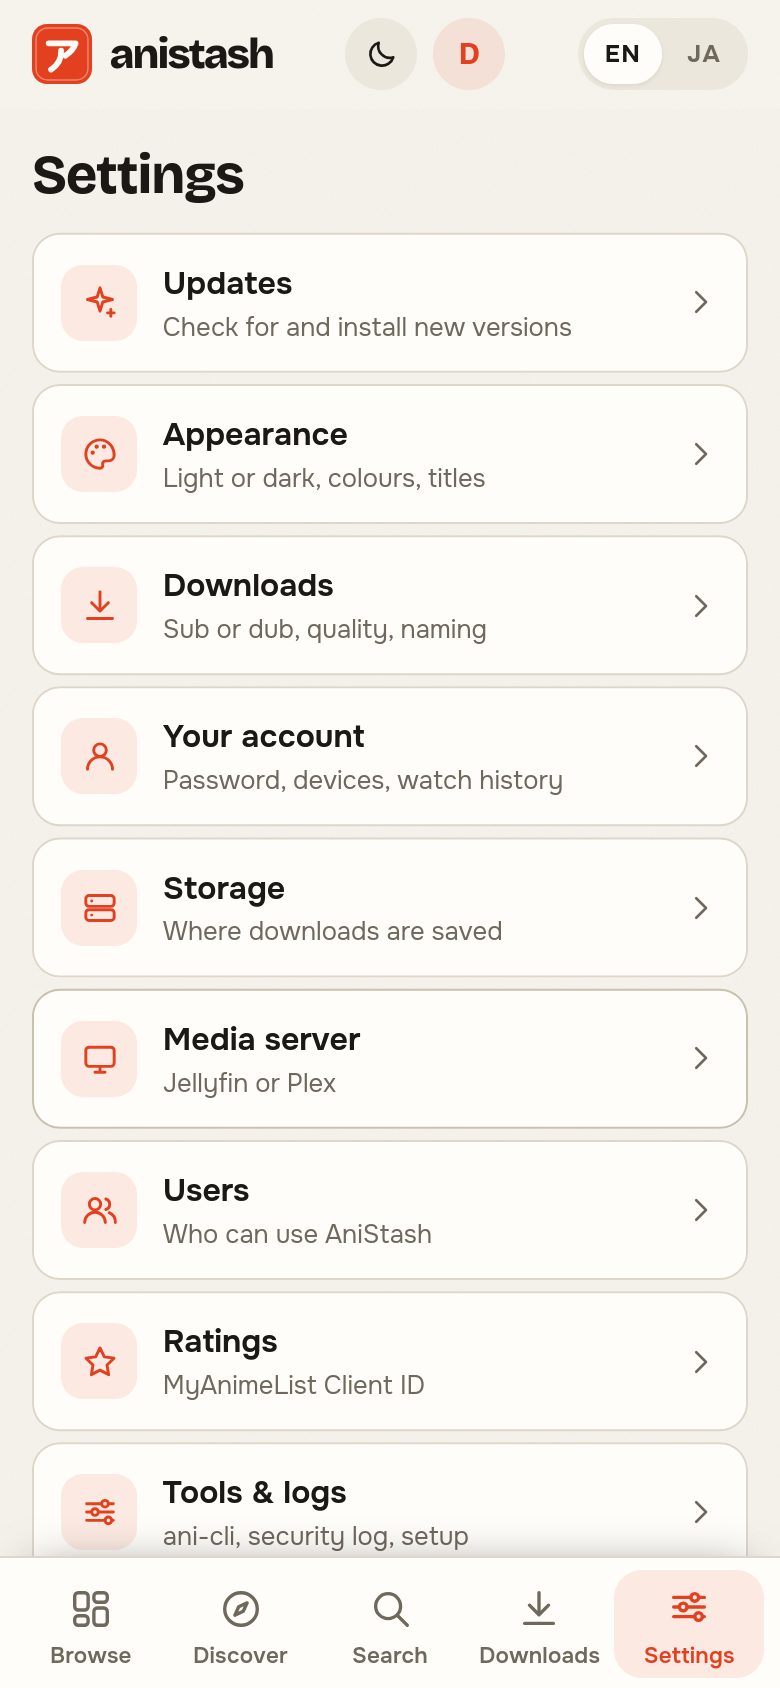 ア anistash
D
EN JA
Settings
Updates
Check for and install new versions
Appearance
Light or dark, colours, titles
Downloads
Sub or dub, quality, naming
Your account
Password, devices, watch history
Storage
Where downloads are saved
Media server
Jellyfin or Plex
Users
Who can use AniStash
Ratings
MyAnimeList Client ID
Tools & logs
ani-cli, security log, setup
Browse Discover Search Downloads Settings